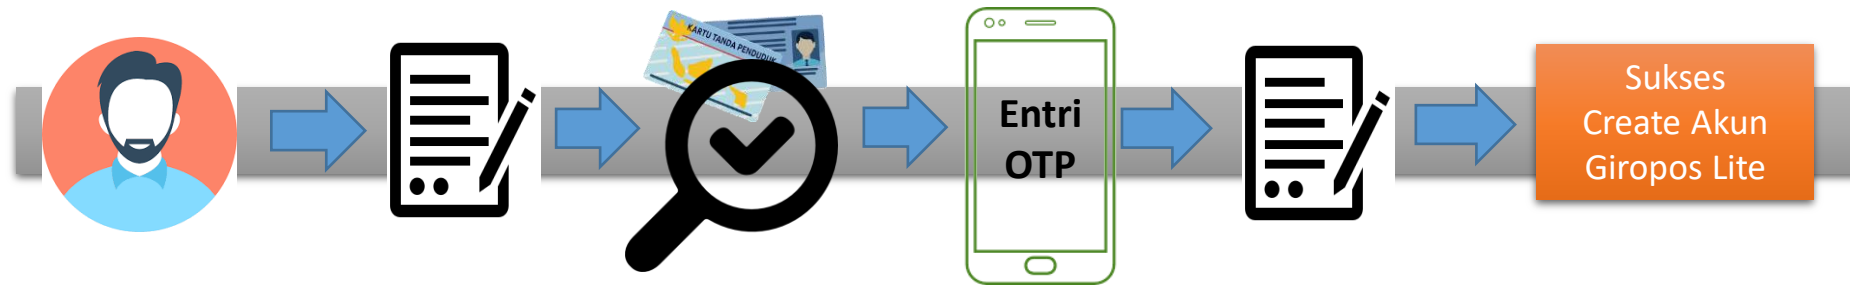 KARTU TANDA PENDUDUK
Entri
OTP
Sukses
Create Akun
Giropos Lite